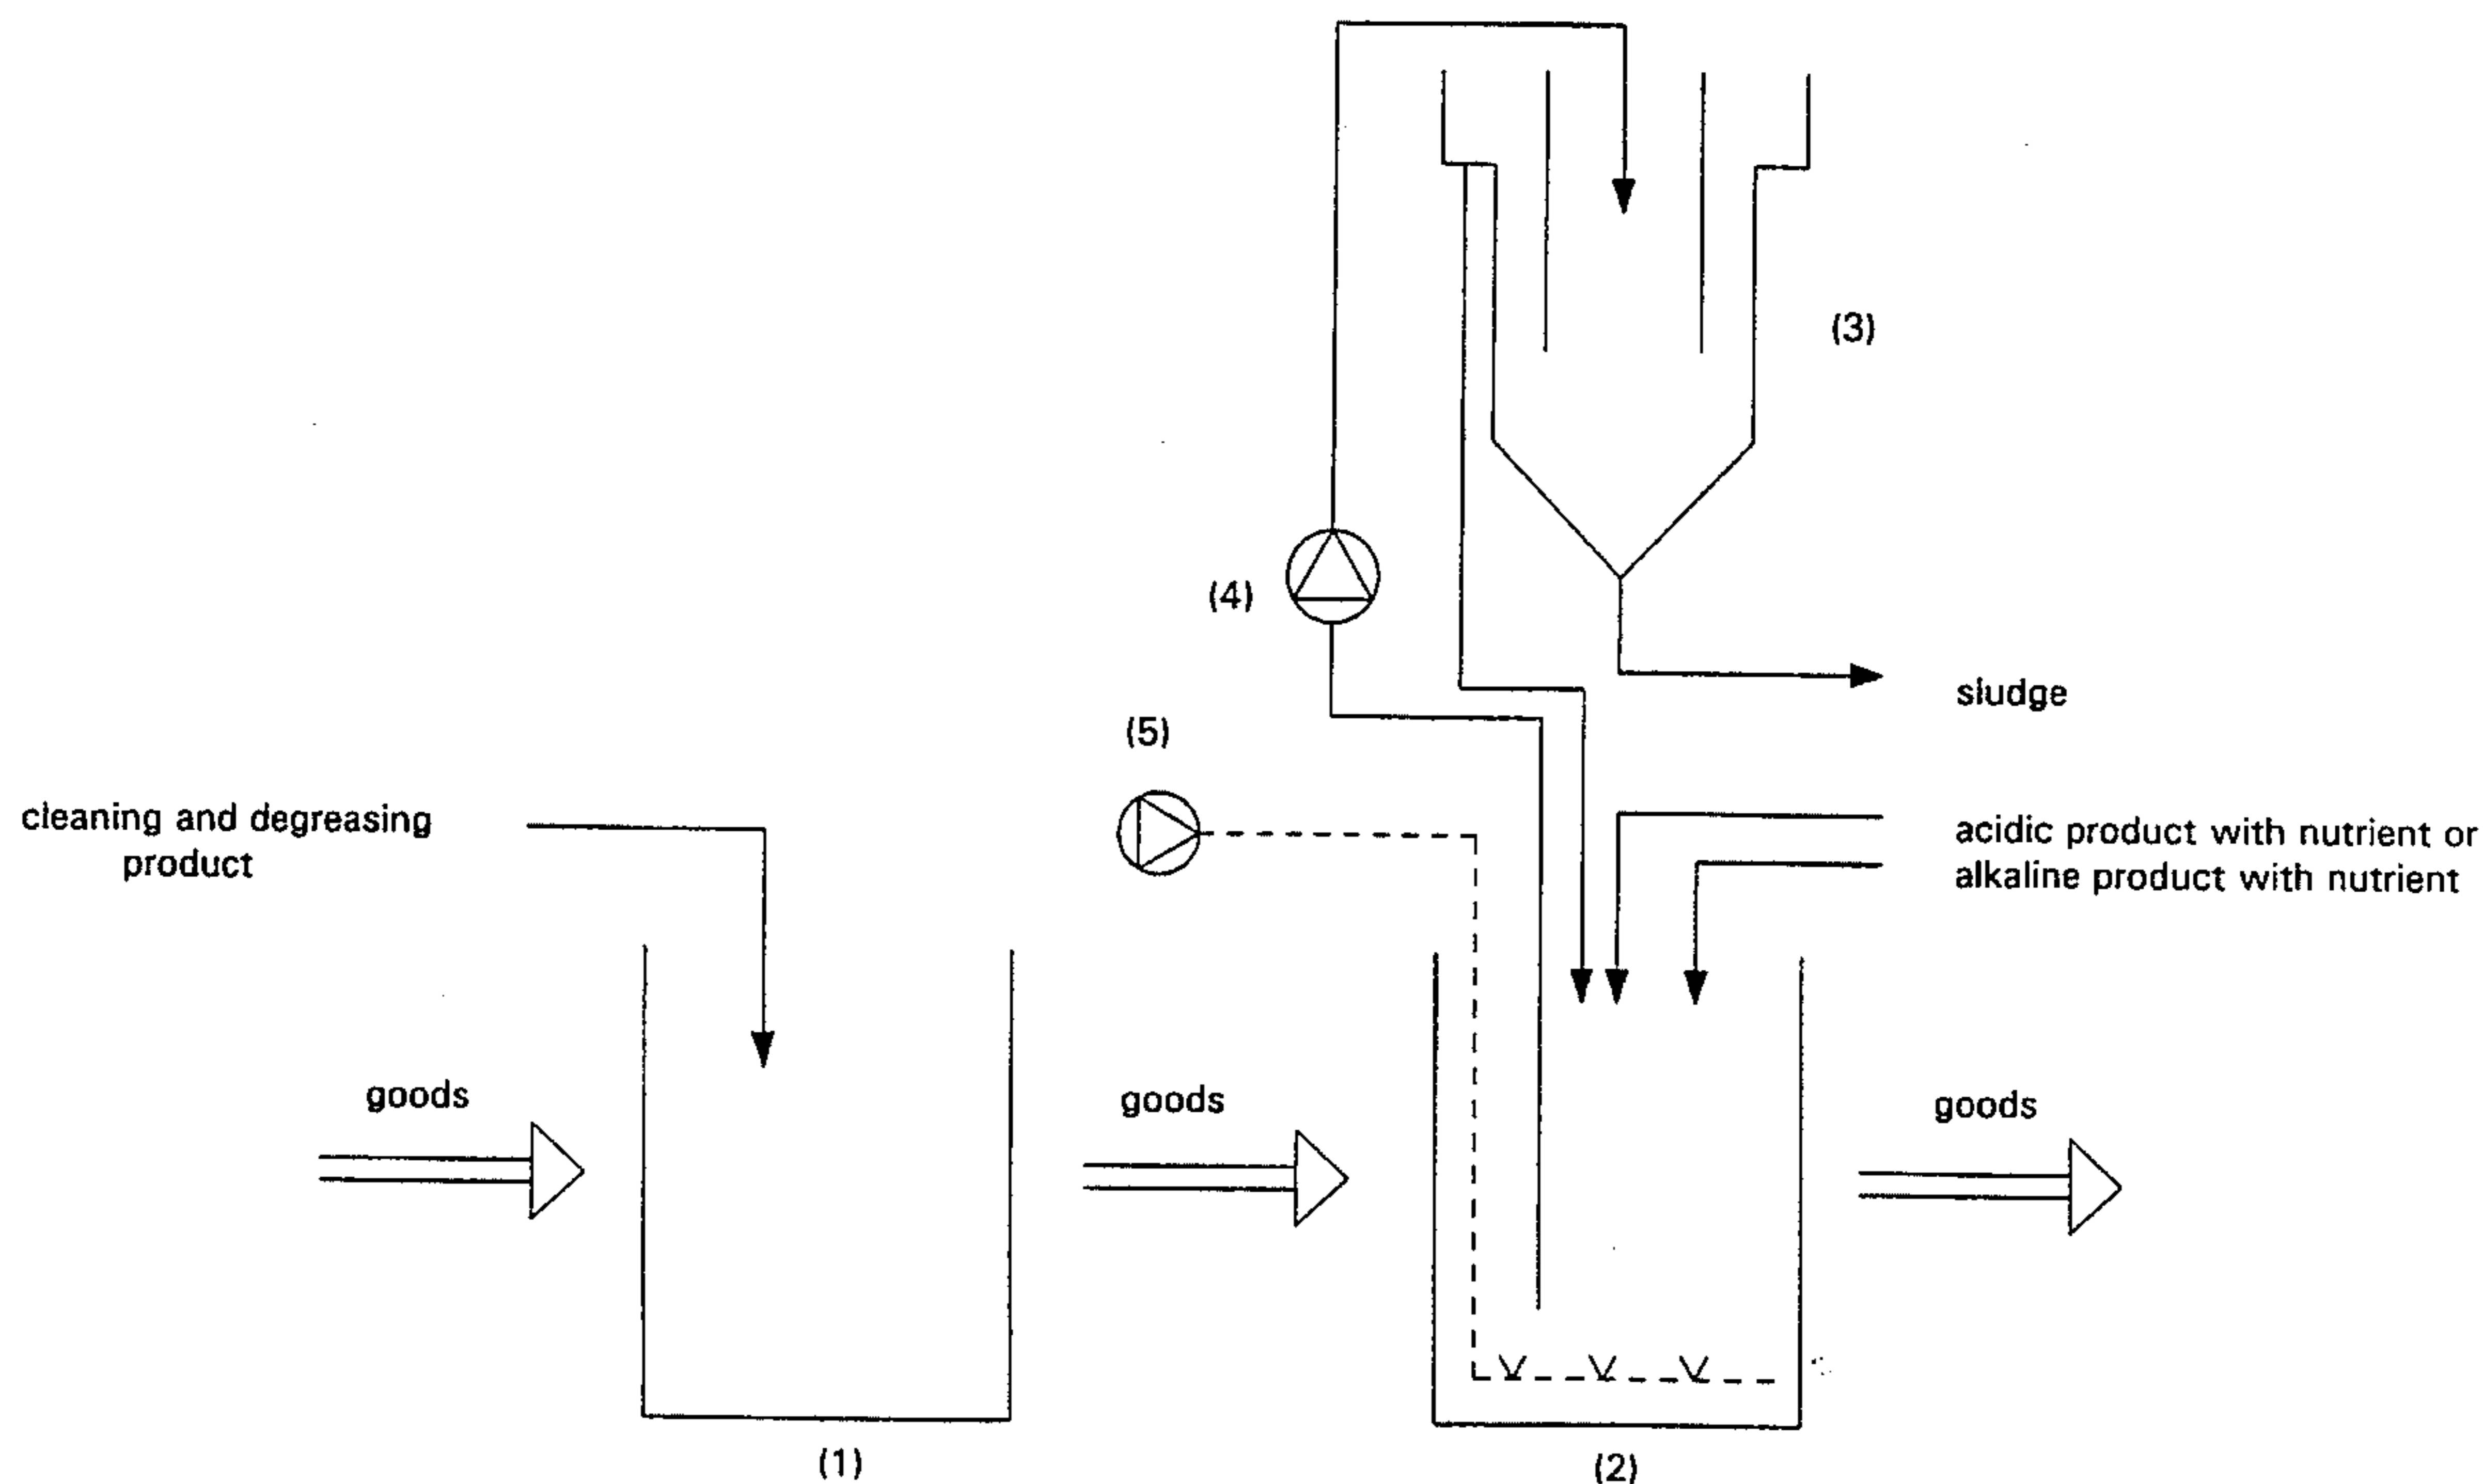 (3)
(4)
sludge
(5)
cleaning and degreasing
product
acidic product with nutrient or
alkaline product with nutrient
goods
goods
goods
(1)
(2)